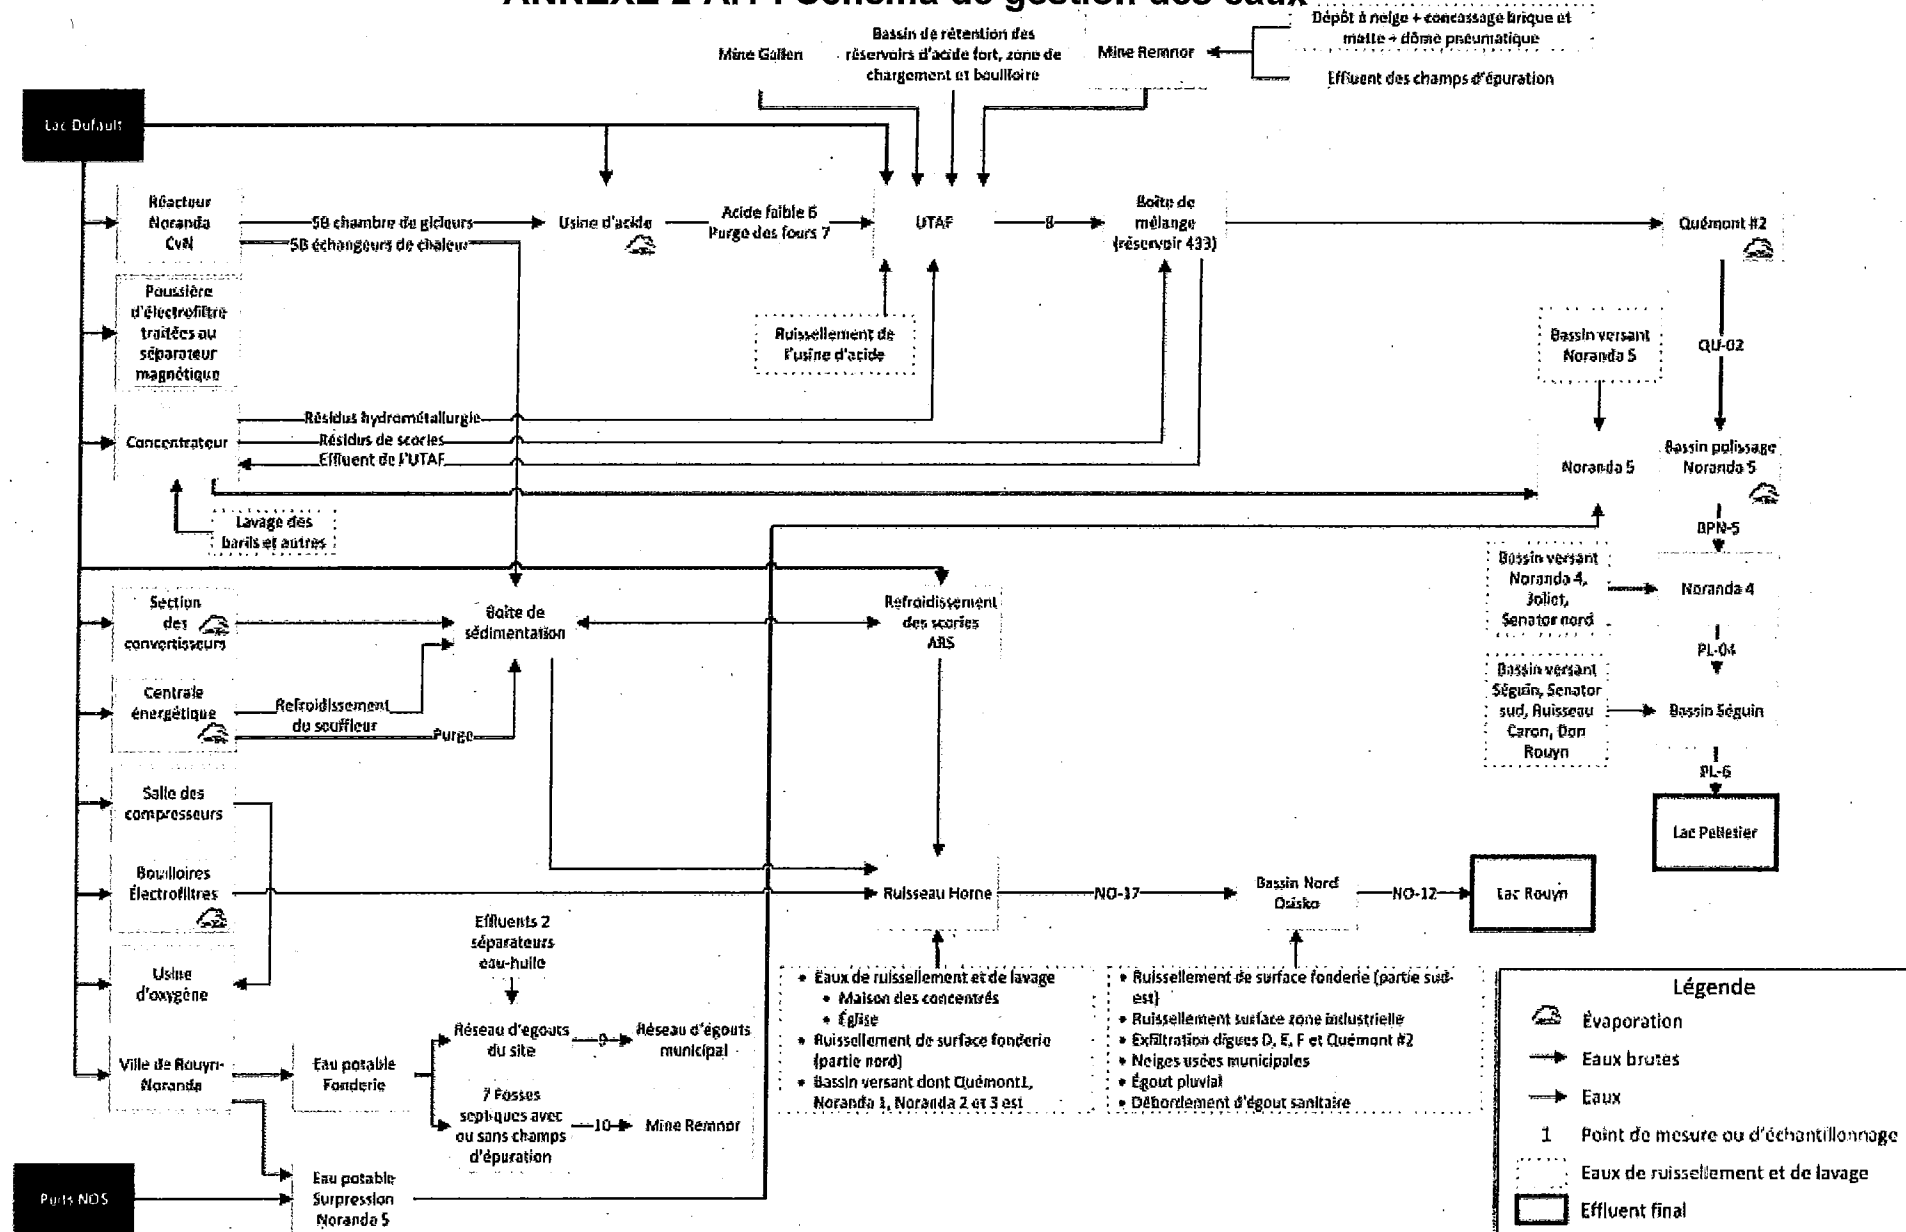 ANNEXE 2-A.7 : Schéma de gestion des eaux
Mine Gallen
Bassin de rétention des
réservoirs d'acide fort, zone de
chargement et bouilloire
Mine Remnor
Dépôt à neige + concassage brique et
matte + dôme pneumatique
Effluent des champs d'épuration
Lac Dufault
Réacteur
Noranda
CvN
5B chambre de gicleurs
5B échangeurs de chaleur
Usine d'acide
Acide faible 6
Purge des fours 7
UTAF
8
Boîte de
mélange
(réservoir 433)
Quémont #2
Poussière
d'électrofiltre
traitées au
séparateur
magnétique
Ruissellement de
l'usine d'acide
Bassin versant
Noranda 5
QU-02
Concentrateur
Résidus hydrométallurgie
Résidus de scories
Effluent de l'UTAF
Noranda 5
Bassin polissage
Noranda 5
Lavage des
barils et autres
BPN-5
Bassin versant
Noranda 4,
Joliet,
Senator nord
Noranda 4
Section
des
convertisseurs
Boîte de
sédimentation
Refroidissement
des scories
ARS
PL-04
Bassin versant
Séguin, Senator
sud, Ruisseau
Caron, Don
Rouyn
Bassin Séguin
Centrale
énergétique
Refroidissement
du souffleur
Purge
PL-6
Lac Pelletier
Salle des
compresseurs
Bouilloires
Électrofiltres
Ruisseau Horne
NO-17
Bassin Nord
Osisko
NO-12
Lac Rouyn
Effluents 2
séparateurs
eau-huile
Usine
d'oxygène
Réseau d'égouts
du site
9
Réseau d'égouts
municipal
Ville de Rouyn-
Noranda
Eau potable
Fonderie
7 Fosses
septiques avec
ou sans champs
d'épuration
10
Mine Remnor
• Eaux de ruissellement et de lavage
• Maison des concentrés
• Église
• Ruissellement de surface fonderie
(partie nord)
• Bassin versant dont Quémont1,
Noranda 1, Noranda 2 et 3 est
• Ruissellement de surface fonderie (partie sud-
est)
• Ruissellement surface zone industrielle
• Exfiltration digues D, E, F et Quémont #2
• Neiges usées municipales
• Égout pluvial
• Débordement d'égout sanitaire
Puits NO5
Eau potable
Surpression
Noranda 5
Légende
Évaporation
Eaux brutes
Eaux
1 Point de mesure ou d'échantillonnage
Eaux de ruissellement et de lavage
Effluent final